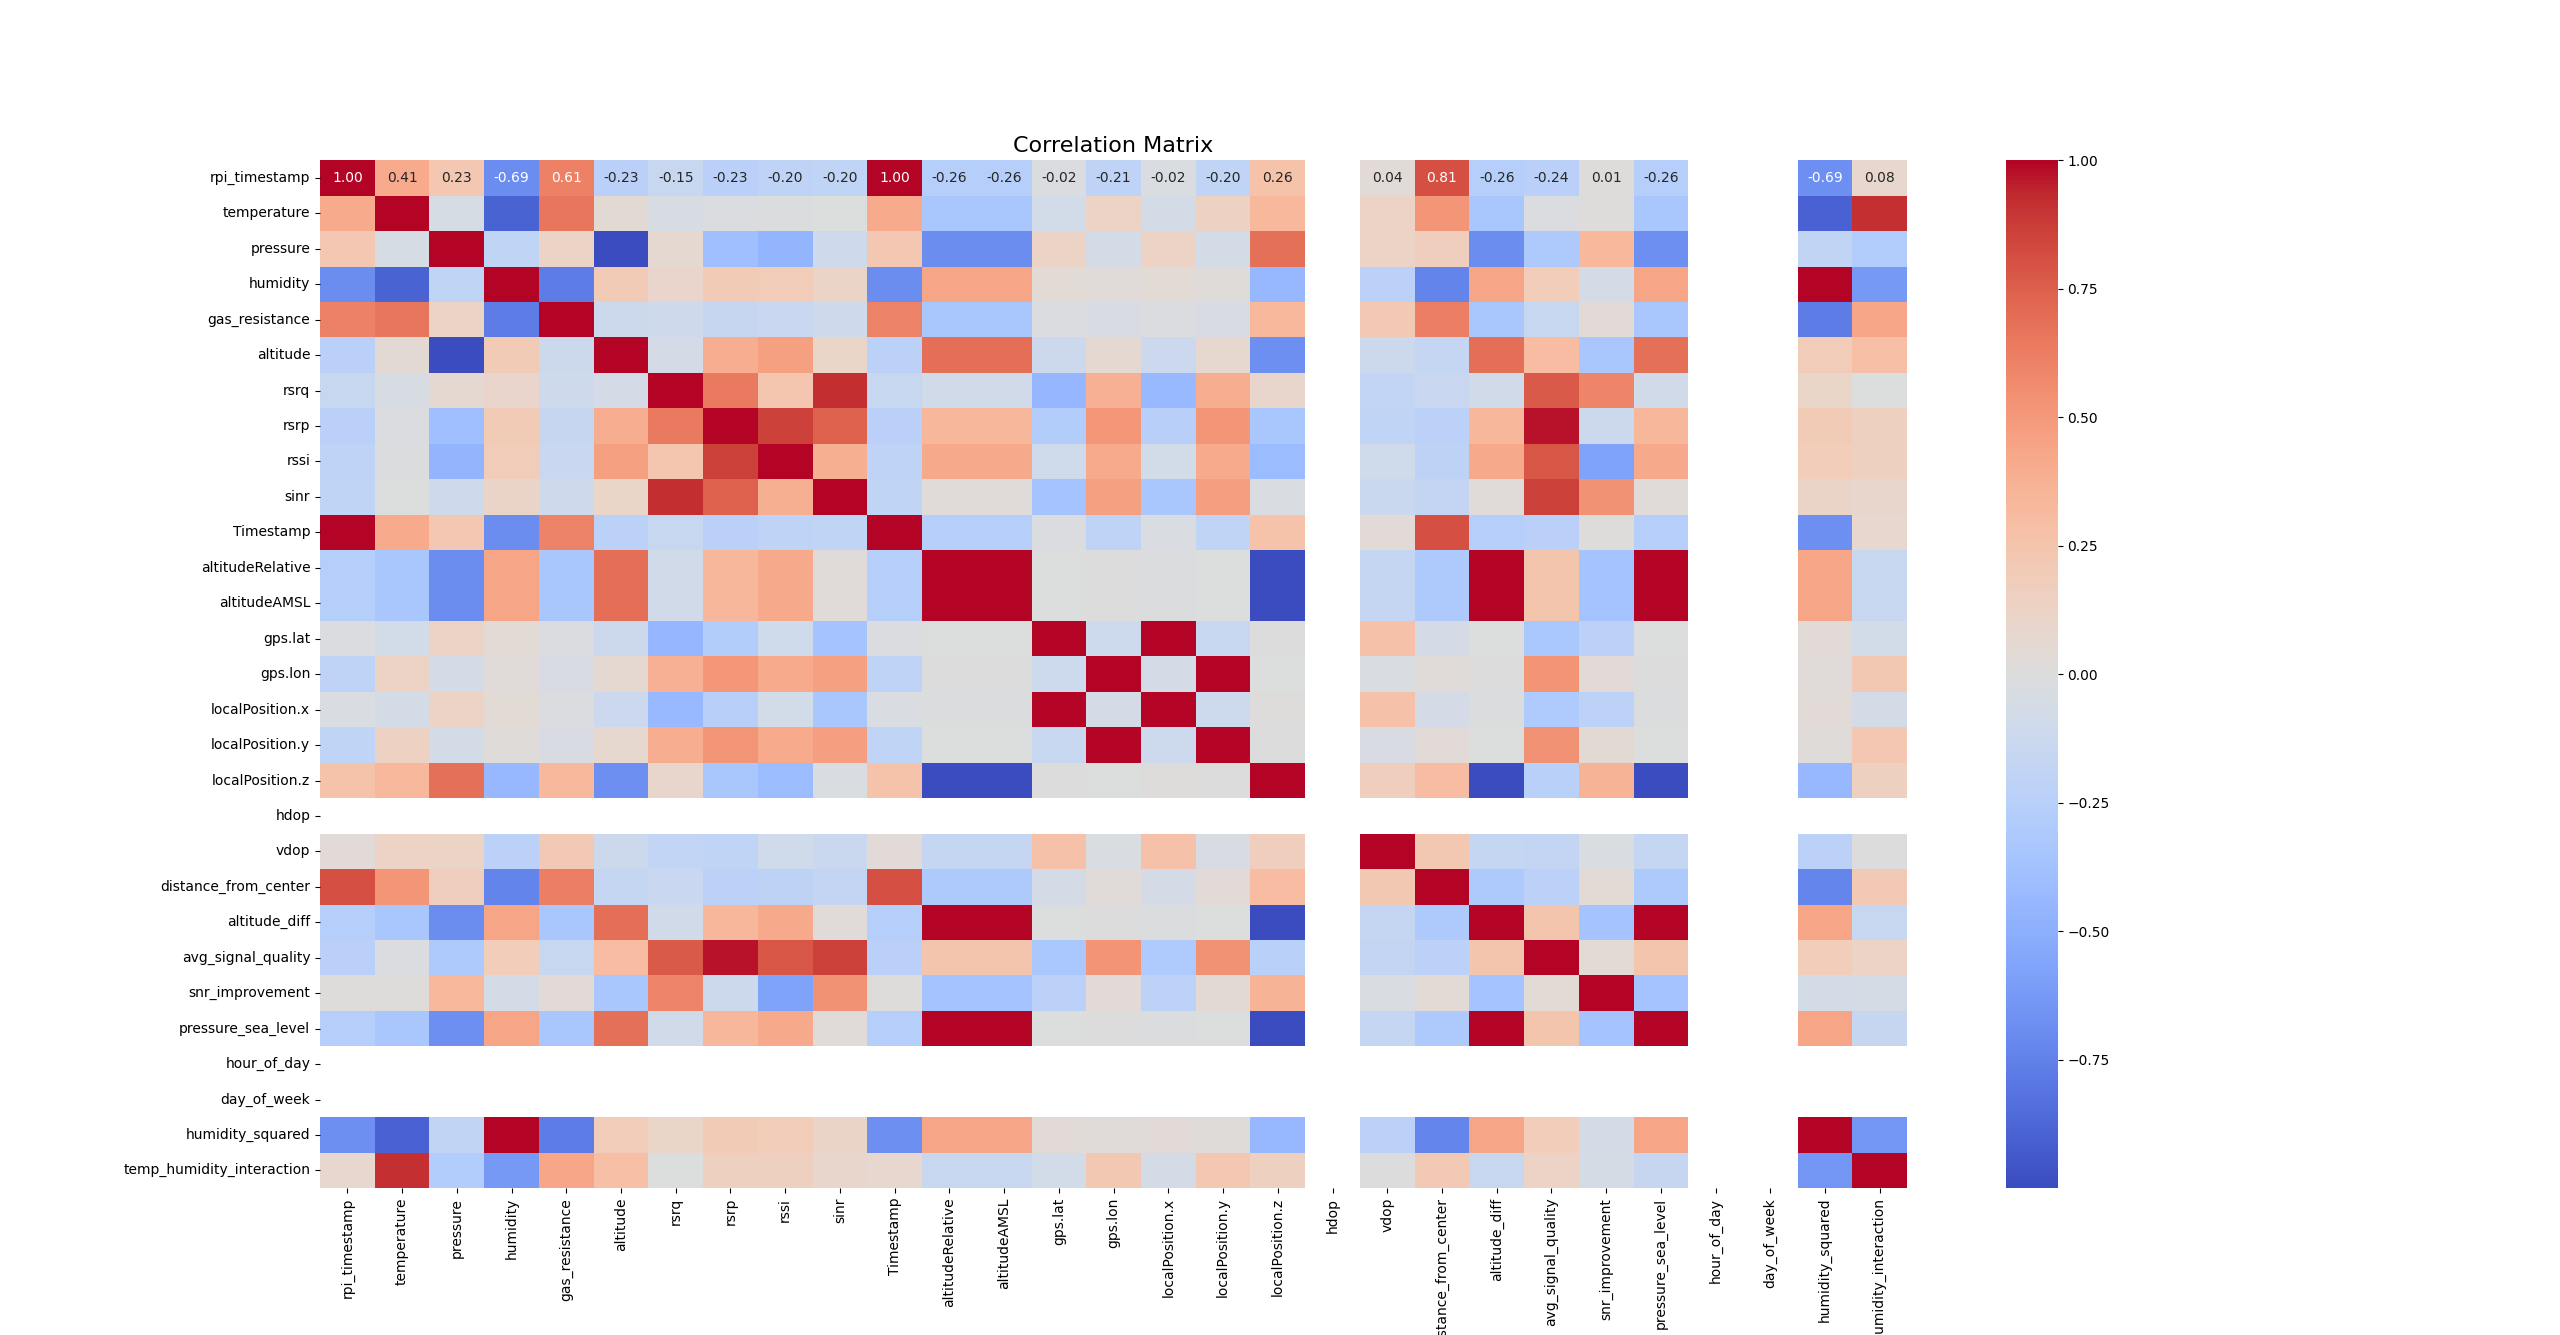 Correlation Matrix
rpi_timestamp 1.00 0.41 0.23 -0.69 0.61 -0.23 -0.15 -0.23 -0.20 -0.20 1.00 -0.26 -0.26 -0.02 -0.21 -0.02 -0.20 0.26 0.04 0.81 -0.26 -0.24 0.01 -0.26 -0.69 0.08
temperature
pressure
humidity
gas_resistance
altitude
rsrq
rsrp
rssi
sinr
Timestamp
altitudeRelative
altitudeAMSL
gps.lat
gps.lon
localPosition.x
localPosition.y
localPosition.z
hdop
vdop
distance_from_center
altitude_diff
avg_signal_quality
snr_improvement
pressure_sea_level
hour_of_day
day_of_week
humidity_squared
temp_humidity_interaction
rpi_timestamp
temperature
pressure
humidity
gas_resistance
altitude
rsrq
rsrp
rssi
sinr
Timestamp
altitudeRelative
altitudeAMSL
gps.lat
gps.lon
localPosition.x
localPosition.y
localPosition.z
hdop
vdop
stance_from_center
altitude_diff
avg_signal_quality
snr_improvement
pressure_sea_level
hour_of_day
day_of_week
humidity_squared
umidity_interaction
1.00
0.75
0.50
0.25
0.00
−0.25
−0.50
−0.75